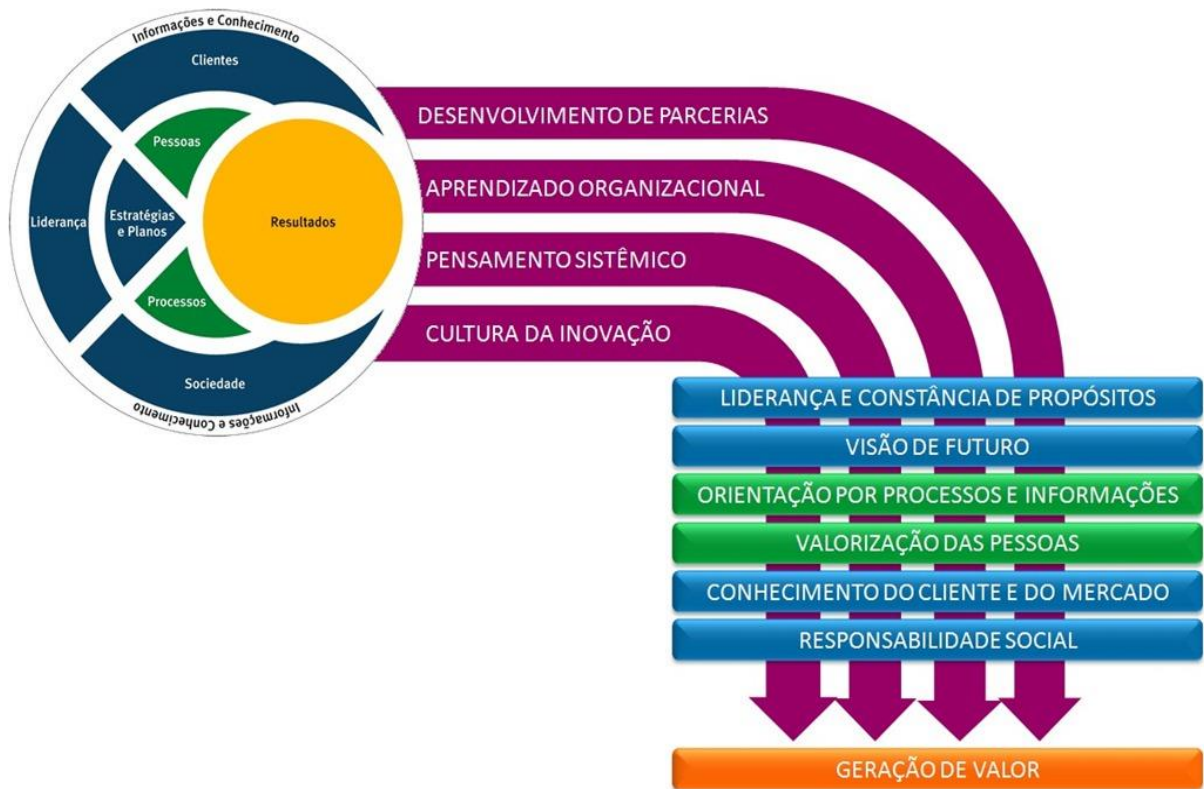 Informações e Conhecimento
Clientes
Pessoas
Liderança
Estratégias
e Planos
Resultados
Processos
Sociedade
Informações e Conhecimento
DESENVOLVIMENTO DE PARCERIAS
APRENDIZADO ORGANIZACIONAL
PENSAMENTO SISTÊMICO
CULTURA DA INOVAÇÃO
LIDERANÇA E CONSTÂNCIA DE PROPÓSITOS
VISÃO DE FUTURO
ORIENTAÇÃO POR PROCESSOS E INFORMAÇÕES
VALORIZAÇÃO DAS PESSOAS
CONHECIMENTO DO CLIENTE E DO MERCADO
RESPONSABILIDADE SOCIAL
GERAÇÃO DE VALOR